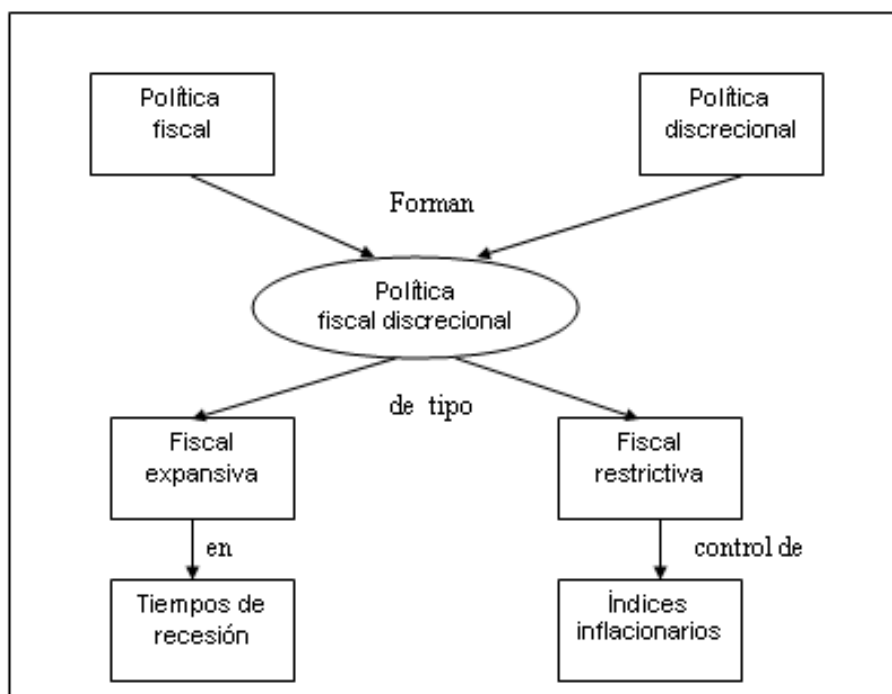 Política
fiscal
Política
discrecional
Forman
Política
fiscal discrecional
de tipo
Fiscal
expansiva
Fiscal
restrictiva
en
control de
Tiempos de
recesión
Índices
inflacionarios